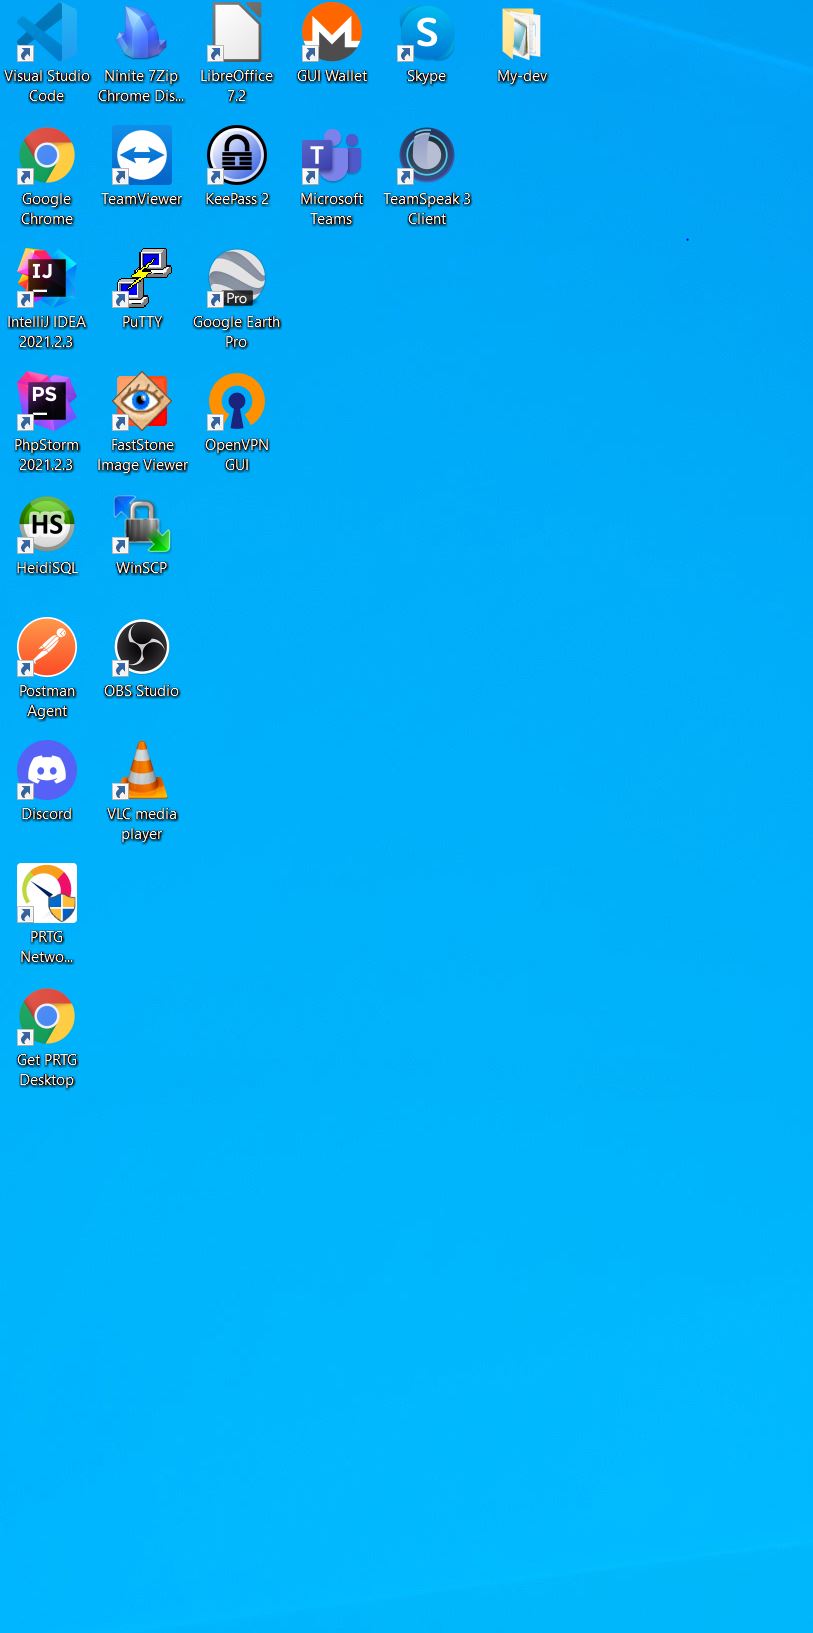 Visual Studio
Code
Ninite 7Zip
Chrome Dis...
LibreOffice
7.2
GUI Wallet
S
Skype
My-dev
Google
Chrome
TeamViewer
KeePass 2
T
Microsoft
Teams
TeamSpeak 3
Client
IJ
IntelliJ IDEA
2021.2.3
PuTTY
Pro
Google Earth
Pro
PS
PhpStorm
2021.2.3
FastStone
Image Viewer
OpenVPN
GUI
HS
HeidiSQL
WinSCP
Postman
Agent
OBS Studio
Discord
VLC media
player
PRTG
Netwo...
Get PRTG
Desktop